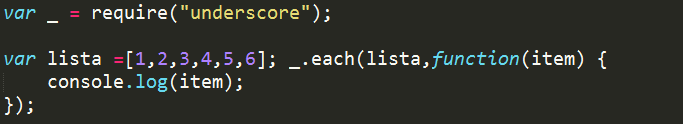 var _ = require("underscore");
var lista =[1,2,3,4,5,6]; _.each(lista,function(item) {
    console.log(item);
});